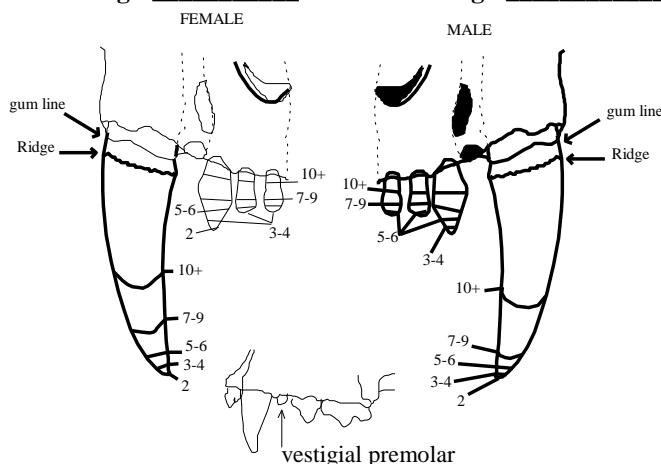 FEMALE
MALE
gum line
Ridge
gum line
Ridge
10+
7-9
5-6
3-4
2
10+
7-9
5-6
3-4
10+
7-9
5-6
3-4
2
10+
7-9
5-6
3-4
2
vestigial premolar